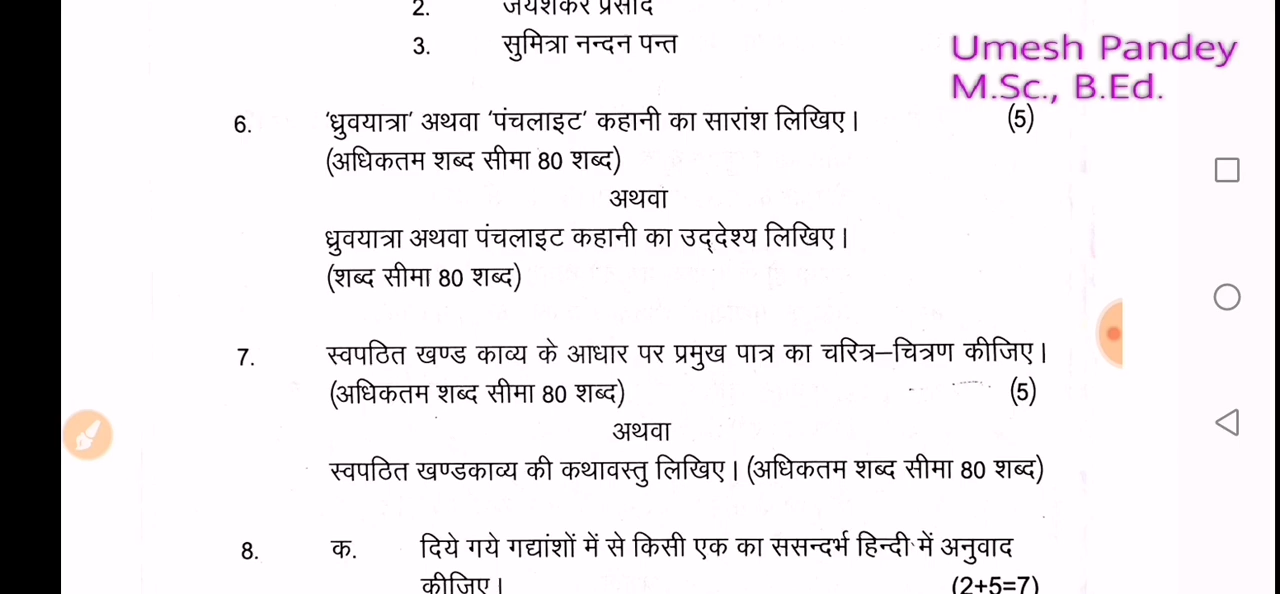 2. जयशंकर प्रसाद
3. सुमित्रा नन्दन पन्त
Umesh Pandey
M.Sc., B.Ed.
6. 'ध्रुवयात्रा' अथवा 'पंचलाइट' कहानी का सारांश लिखिए। (5)
(अधिकतम शब्द सीमा 80 शब्द)
अथवा
ध्रुवयात्रा अथवा पंचलाइट कहानी का उद्देश्य लिखिए।
(शब्द सीमा 80 शब्द)
7. स्वपठित खण्ड काव्य के आधार पर प्रमुख पात्र का चरित्र–चित्रण कीजिए।
(अधिकतम शब्द सीमा 80 शब्द) (5)
अथवा
स्वपठित खण्डकाव्य की कथावस्तु लिखिए। (अधिकतम शब्द सीमा 80 शब्द)
8. क. दिये गये गद्यांशों में से किसी एक का ससन्दर्भ हिन्दी में अनुवाद
कीजिए। (2+5=7)